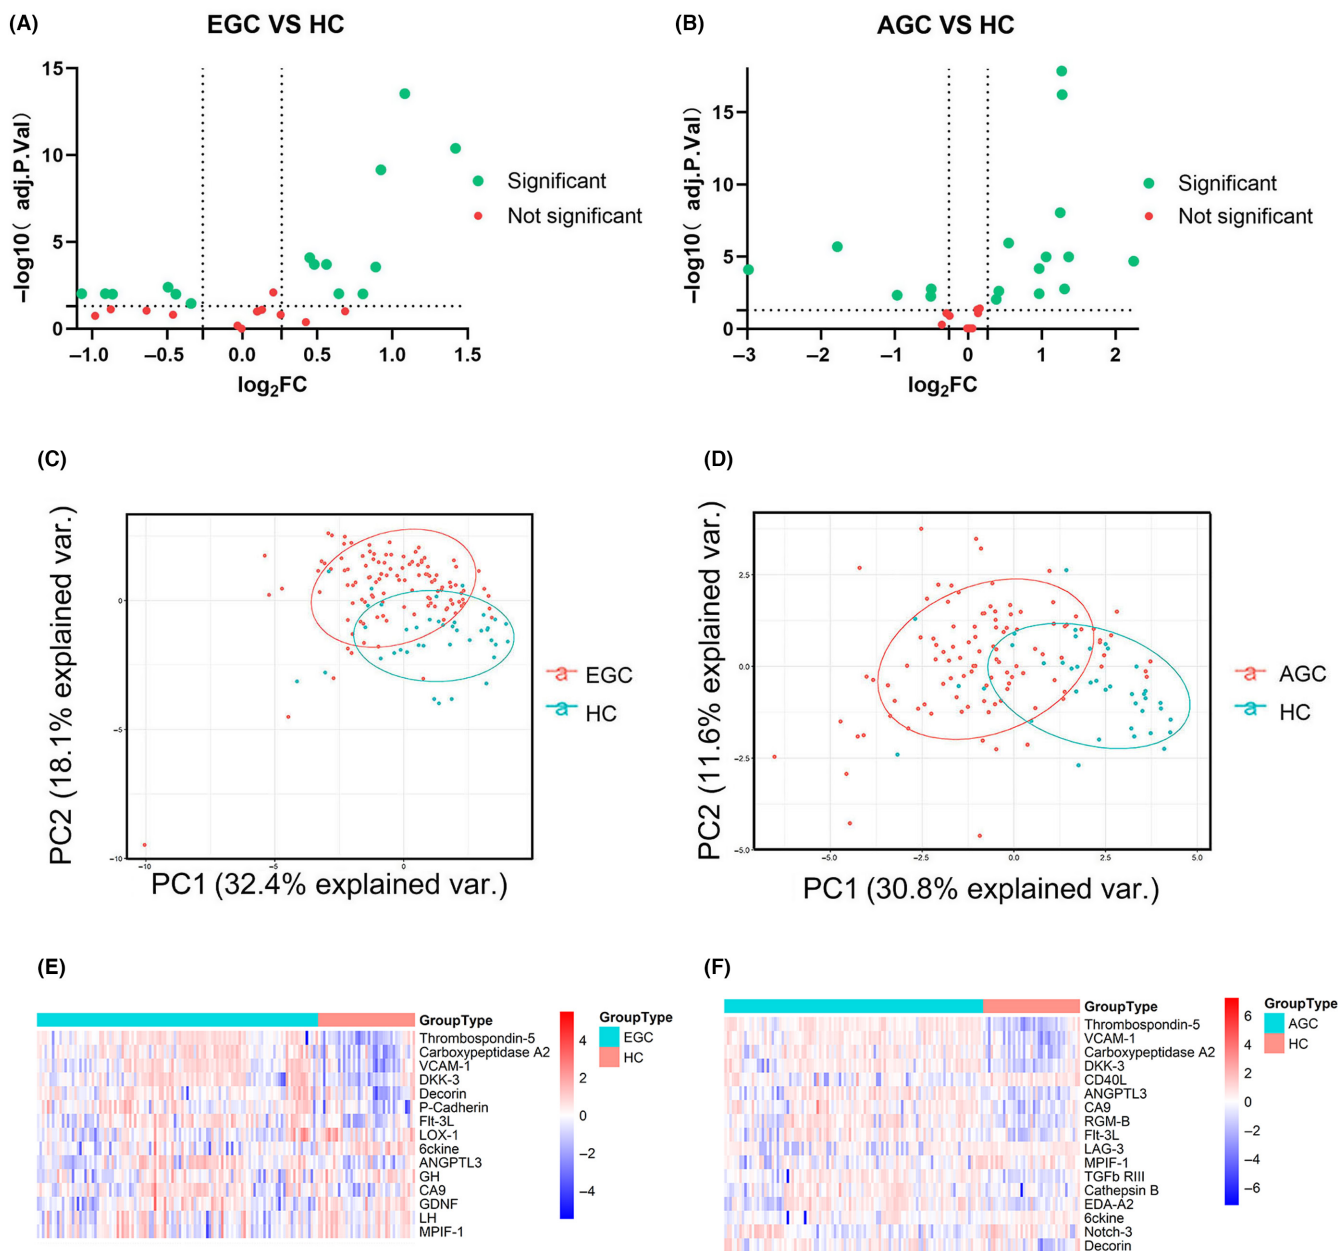 (A)
EGC VS HC
15
10
5
0
−log10（ adj.P.Val）
−1.0 −0.5 0.0 0.5 1.0 1.5
log2FC
Significant
Not significant
(B)
AGC VS HC
15
10
5
0
−log10（ adj.P.Val）
−3 −2 −1 0 1 2
log2FC
Significant
Not significant
(C)
PC2 (18.1% explained var.)
0
−5
−10
−10 −5 0
PC1 (32.4% explained var.)
a EGC
a HC
(D)
PC2 (11.6% explained var.)
2.5
0.0
−2.5
−5.0
−5.0 −2.5 0.0 2.5 5.0
PC1 (30.8% explained var.)
a AGC
a HC
(E)
GroupType
Thrombospondin-5
Carboxypeptidase A2
VCAM-1
DKK-3
Decorin
P-Cadherin
Flt-3L
LOX-1
6ckine
ANGPTL3
GH
CA9
GDNF
LH
MPIF-1
4
2
0
−2
−4
GroupType
EGC
HC
(F)
GroupType
Thrombospondin-5
VCAM-1
Carboxypeptidase A2
DKK-3
CD40L
ANGPTL3
CA9
RGM-B
Flt-3L
LAG-3
MPIF-1
TGFb RIII
Cathepsin B
EDA-A2
6ckine
Notch-3
Decorin
6
4
2
0
−2
−4
−6
GroupType
AGC
HC